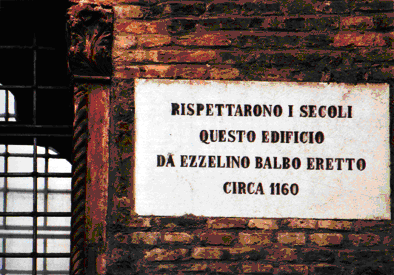 RISPETTARONO I SECOLI
QUESTO EDIFICIO
DA EZZELINO BALBO ERETTO
CIRCA 1160